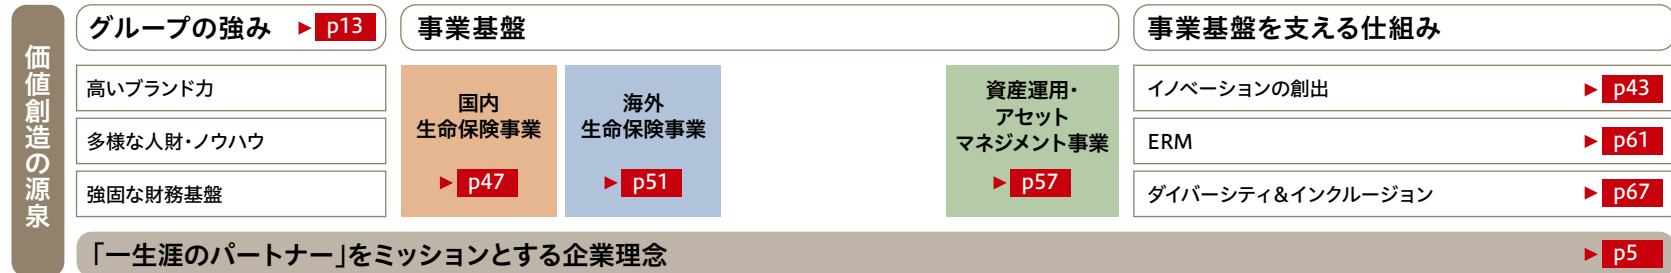 価値創造の源泉
グループの強み ▶ p13
高いブランド力
多様な人財・ノウハウ
強固な財務基盤
事業基盤
国内
生命保険事業
▶ p47
海外
生命保険事業
▶ p51
資産運用・
アセット
マネジメント事業
▶ p57
事業基盤を支える仕組み
イノベーションの創出 ▶ p43
ERM ▶ p61
ダイバーシティ&インクルージョン ▶ p67
「一生涯のパートナー」をミッションとする企業理念 ▶ p5